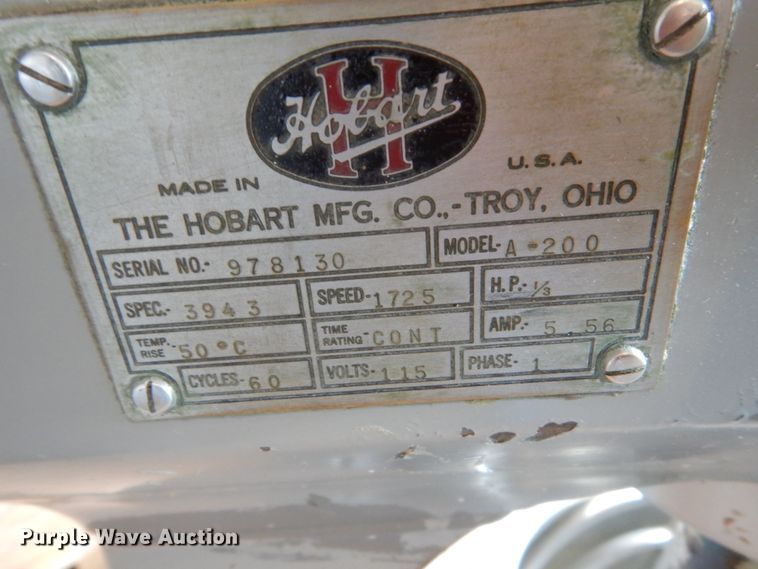 H
Hobart
MADE IN U.S.A.
THE HOBART MFG. CO.,-TROY, OHIO
SERIAL NO.- 978130 MODEL- A-200
SPEC.- 3943 SPEED- 1725 H.P.- 1/3
TEMP. RISE 50°C TIME RATING- CONT AMP.- 5.56
CYCLES- 60 VOLTS- 115 PHASE- 1
Purple Wave Auction